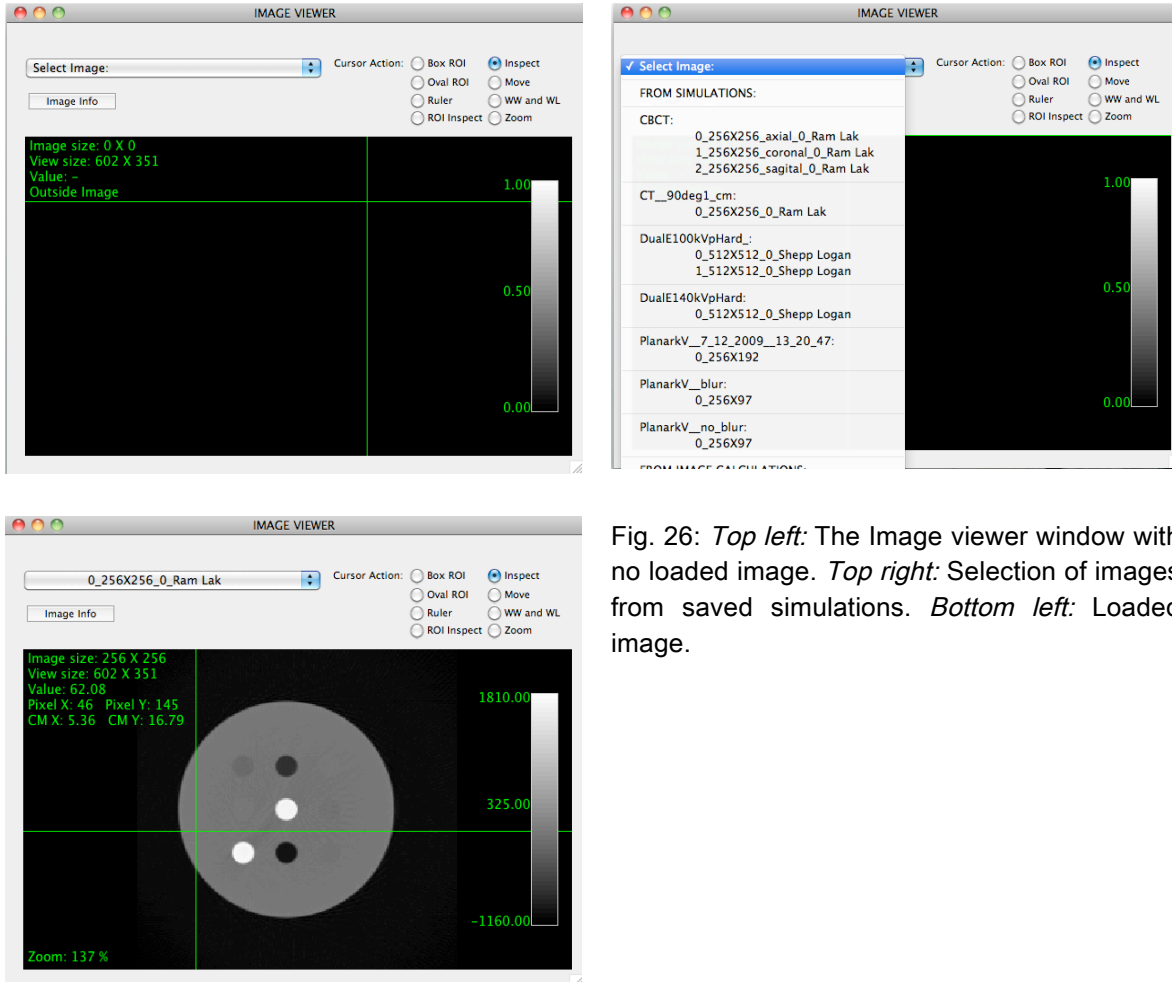 IMAGE VIEWER
Select Image:
Cursor Action:
Box ROI
Inspect
Oval ROI
Move
Image Info
Ruler
WW and WL
ROI Inspect
Zoom
Image size: 0 X 0
View size: 602 X 351
Value: -
Outside Image
1.00
0.50
0.00
IMAGE VIEWER
✓ Select Image:
Cursor Action:
Box ROI
Inspect
Oval ROI
Move
Ruler
WW and WL
ROI Inspect
Zoom
FROM SIMULATIONS:
CBCT:
0_256X256_axial_0_Ram Lak
1_256X256_coronal_0_Ram Lak
2_256X256_sagital_0_Ram Lak
CT__90deg1_cm:
0_256X256_0_Ram Lak
DualE100kVpHard_:
0_512X512_0_Shepp Logan
1_512X512_0_Shepp Logan
DualE140kVpHard:
0_512X512_0_Shepp Logan
PlanarkV__7_12_2009__13_20_47:
0_256X192
PlanarkV__blur:
0_256X97
PlanarkV__no_blur:
0_256X97
FROM IMAGE CALCULATIONS:
1.00
0.50
0.00
IMAGE VIEWER
0_256X256_0_Ram Lak
Cursor Action:
Box ROI
Inspect
Oval ROI
Move
Image Info
Ruler
WW and WL
ROI Inspect
Zoom
Image size: 256 X 256
View size: 602 X 351
Value: 62.08
Pixel X: 46 Pixel Y: 145
CM X: 5.36 CM Y: 16.79
1810.00
325.00
-1160.00
Zoom: 137 %
Fig. 26: Top left: The Image viewer window with
no loaded image. Top right: Selection of images
from saved simulations. Bottom left: Loaded
image.